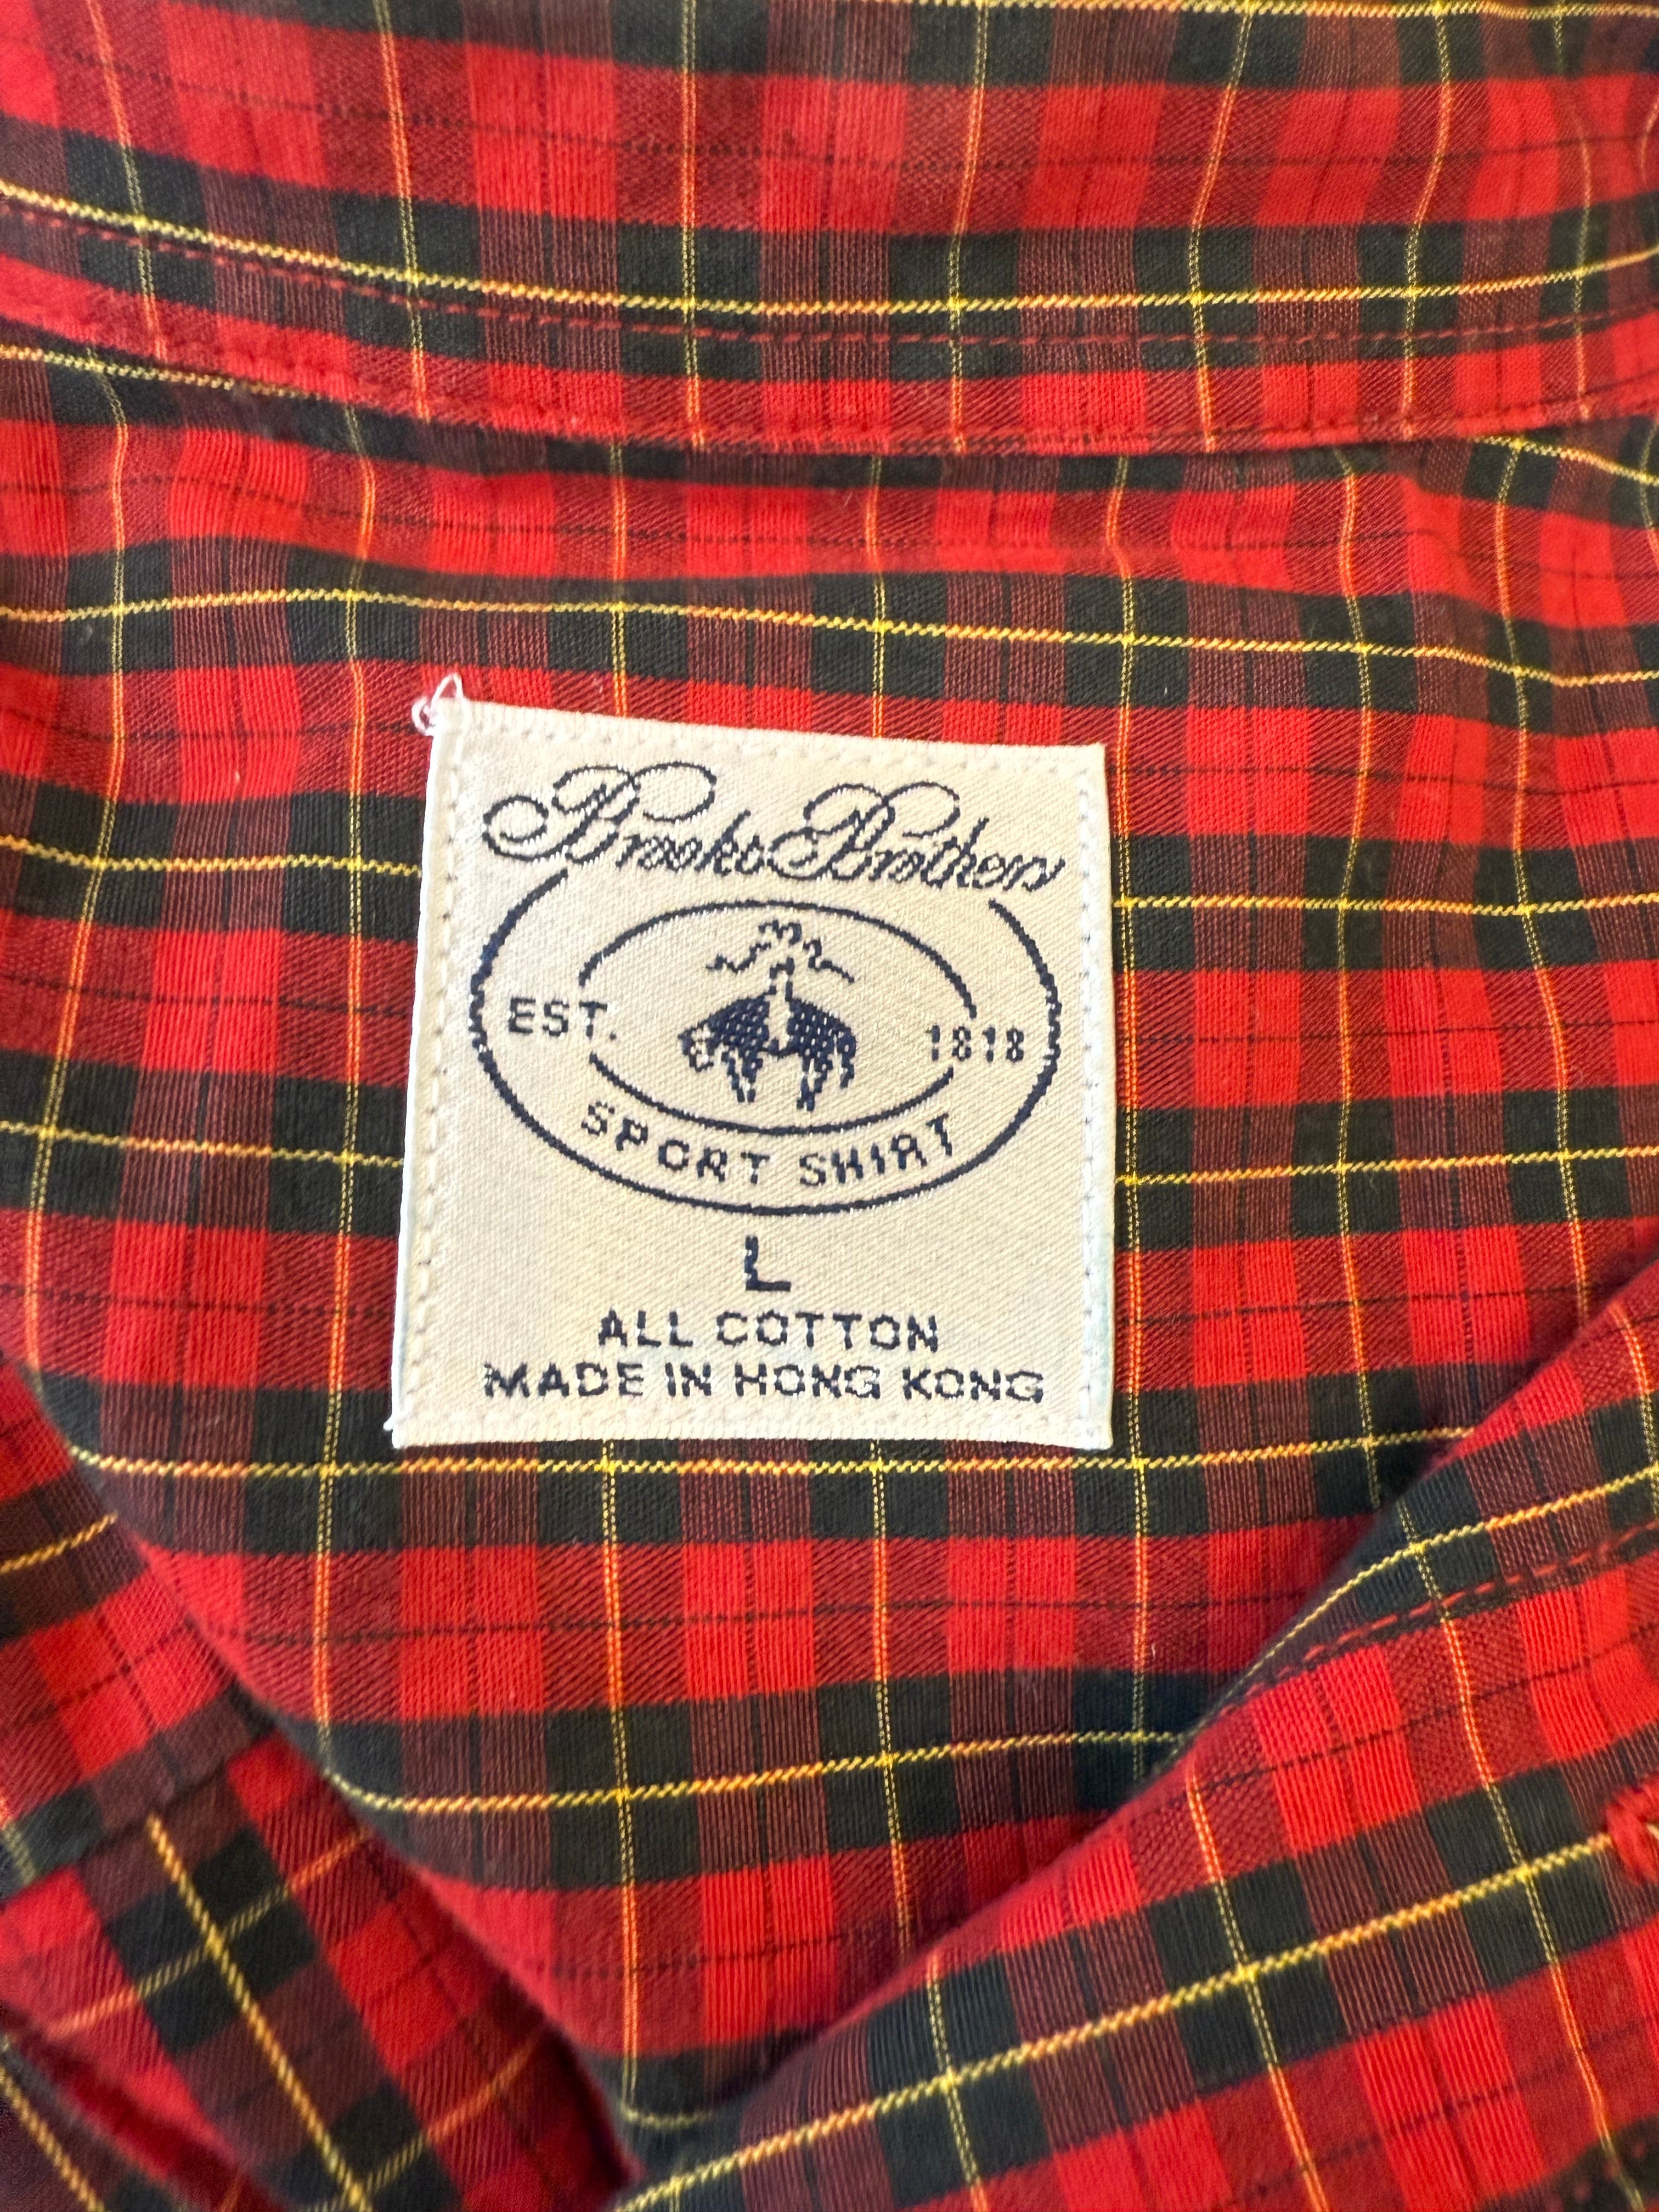 Brooks Brothers
EST. 1818
SPORT SHIRT
L
ALL COTTON
MADE IN HONG KONG